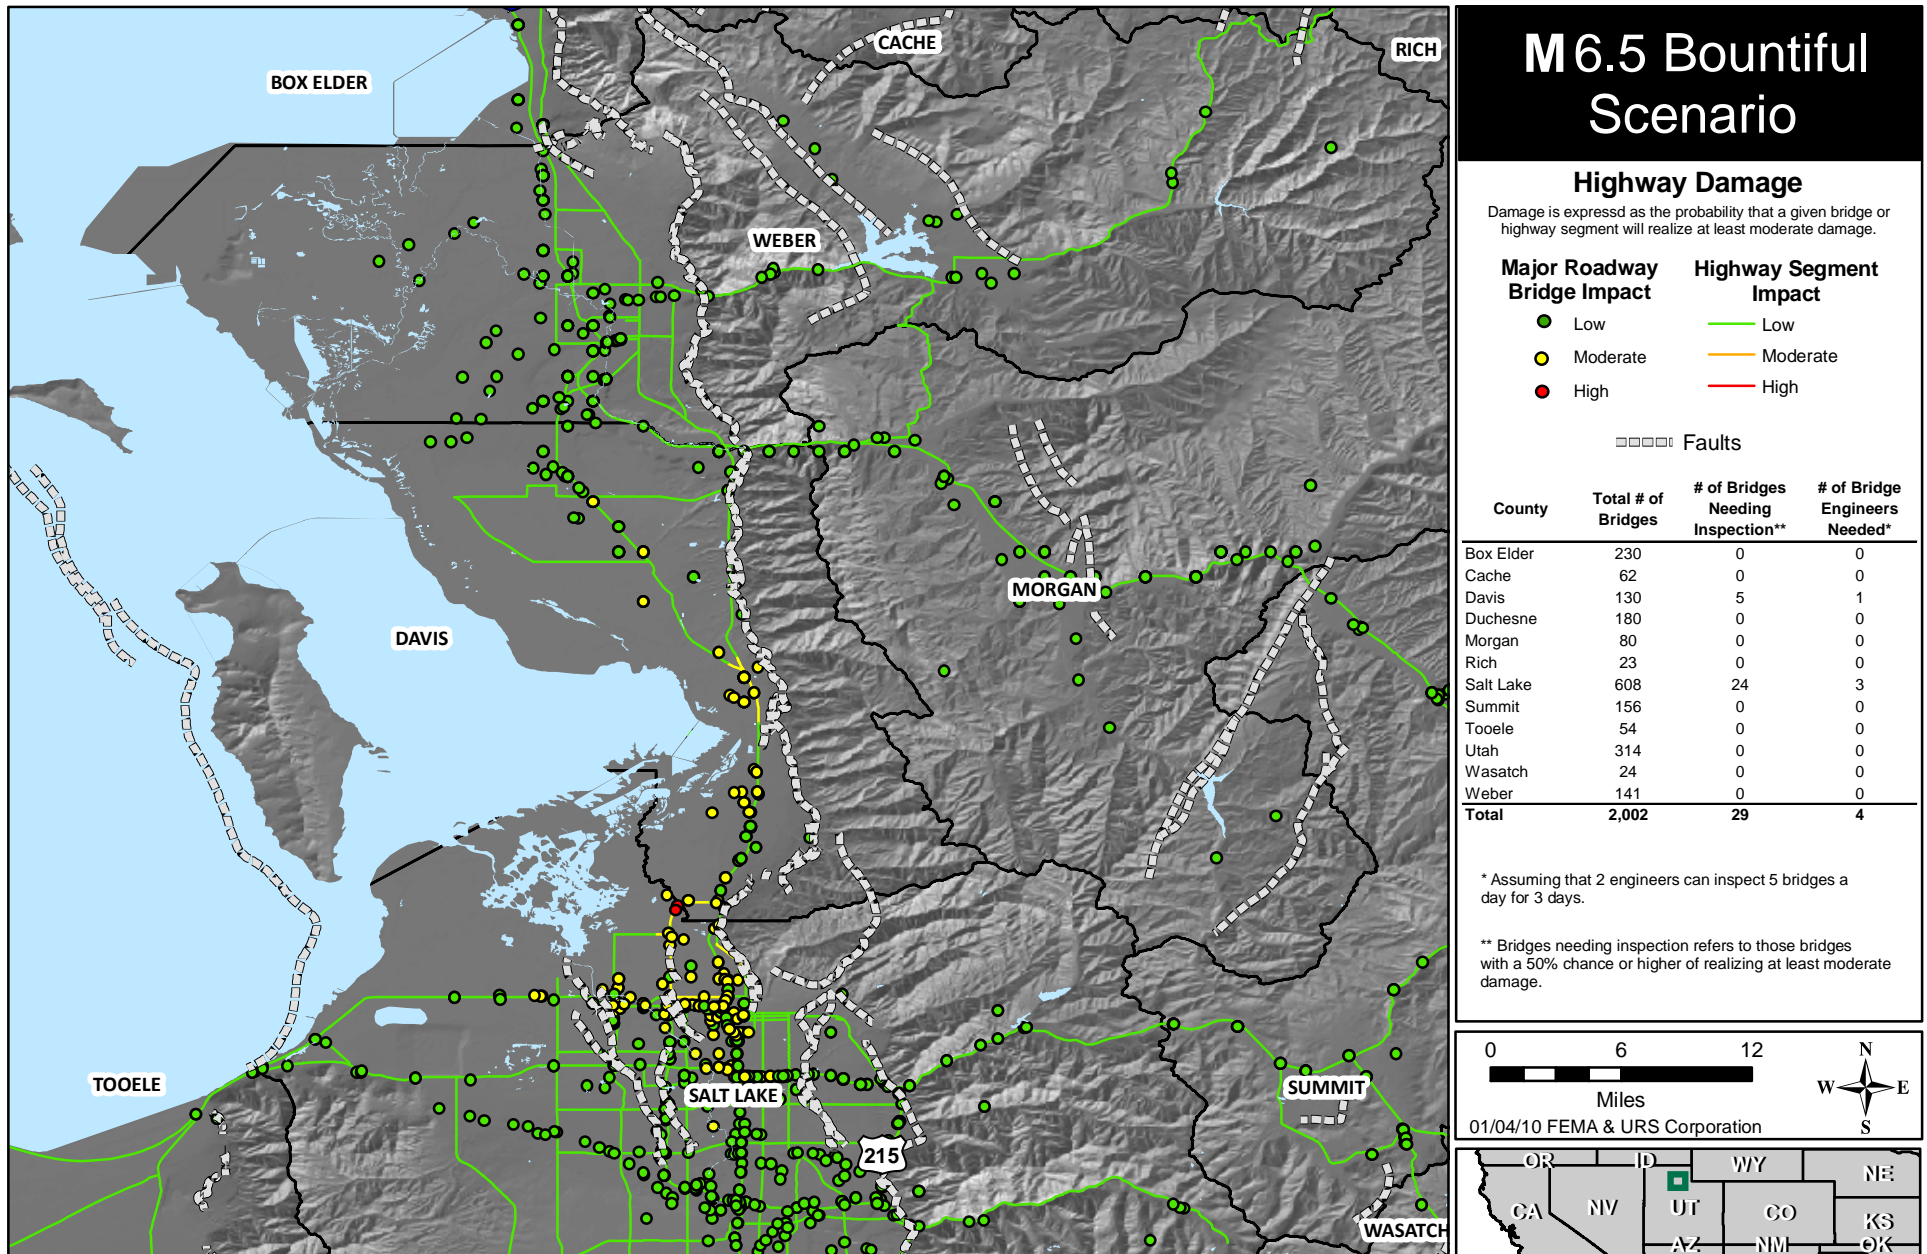 M 6.5 Bountiful
Scenario
Highway Damage
Damage is expressd as the probability that a given bridge or
highway segment will realize at least moderate damage.
Major Roadway
Bridge Impact
Low
Moderate
High
Highway Segment
Impact
Low
Moderate
High
Faults
County Total # of Bridges # of Bridges Needing Inspection** # of Bridge Engineers Needed*
Box Elder 230 0 0
Cache 62 0 0
Davis 130 5 1
Duchesne 180 0 0
Morgan 80 0 0
Rich 23 0 0
Salt Lake 608 24 3
Summit 156 0 0
Tooele 54 0 0
Utah 314 0 0
Wasatch 24 0 0
Weber 141 0 0
Total 2,002 29 4
* Assuming that 2 engineers can inspect 5 bridges a
day for 3 days.
** Bridges needing inspection refers to those bridges
with a 50% chance or higher of realizing at least moderate
damage.
0 6 12
Miles
N
W E
S
01/04/10 FEMA & URS Corporation
OR ID WY NE
CA NV UT CO KS
AZ NM OK
CACHE
RICH
BOX ELDER
WEBER
MORGAN
DAVIS
TOOELE
SALT LAKE
SUMMIT
215
WASATCH